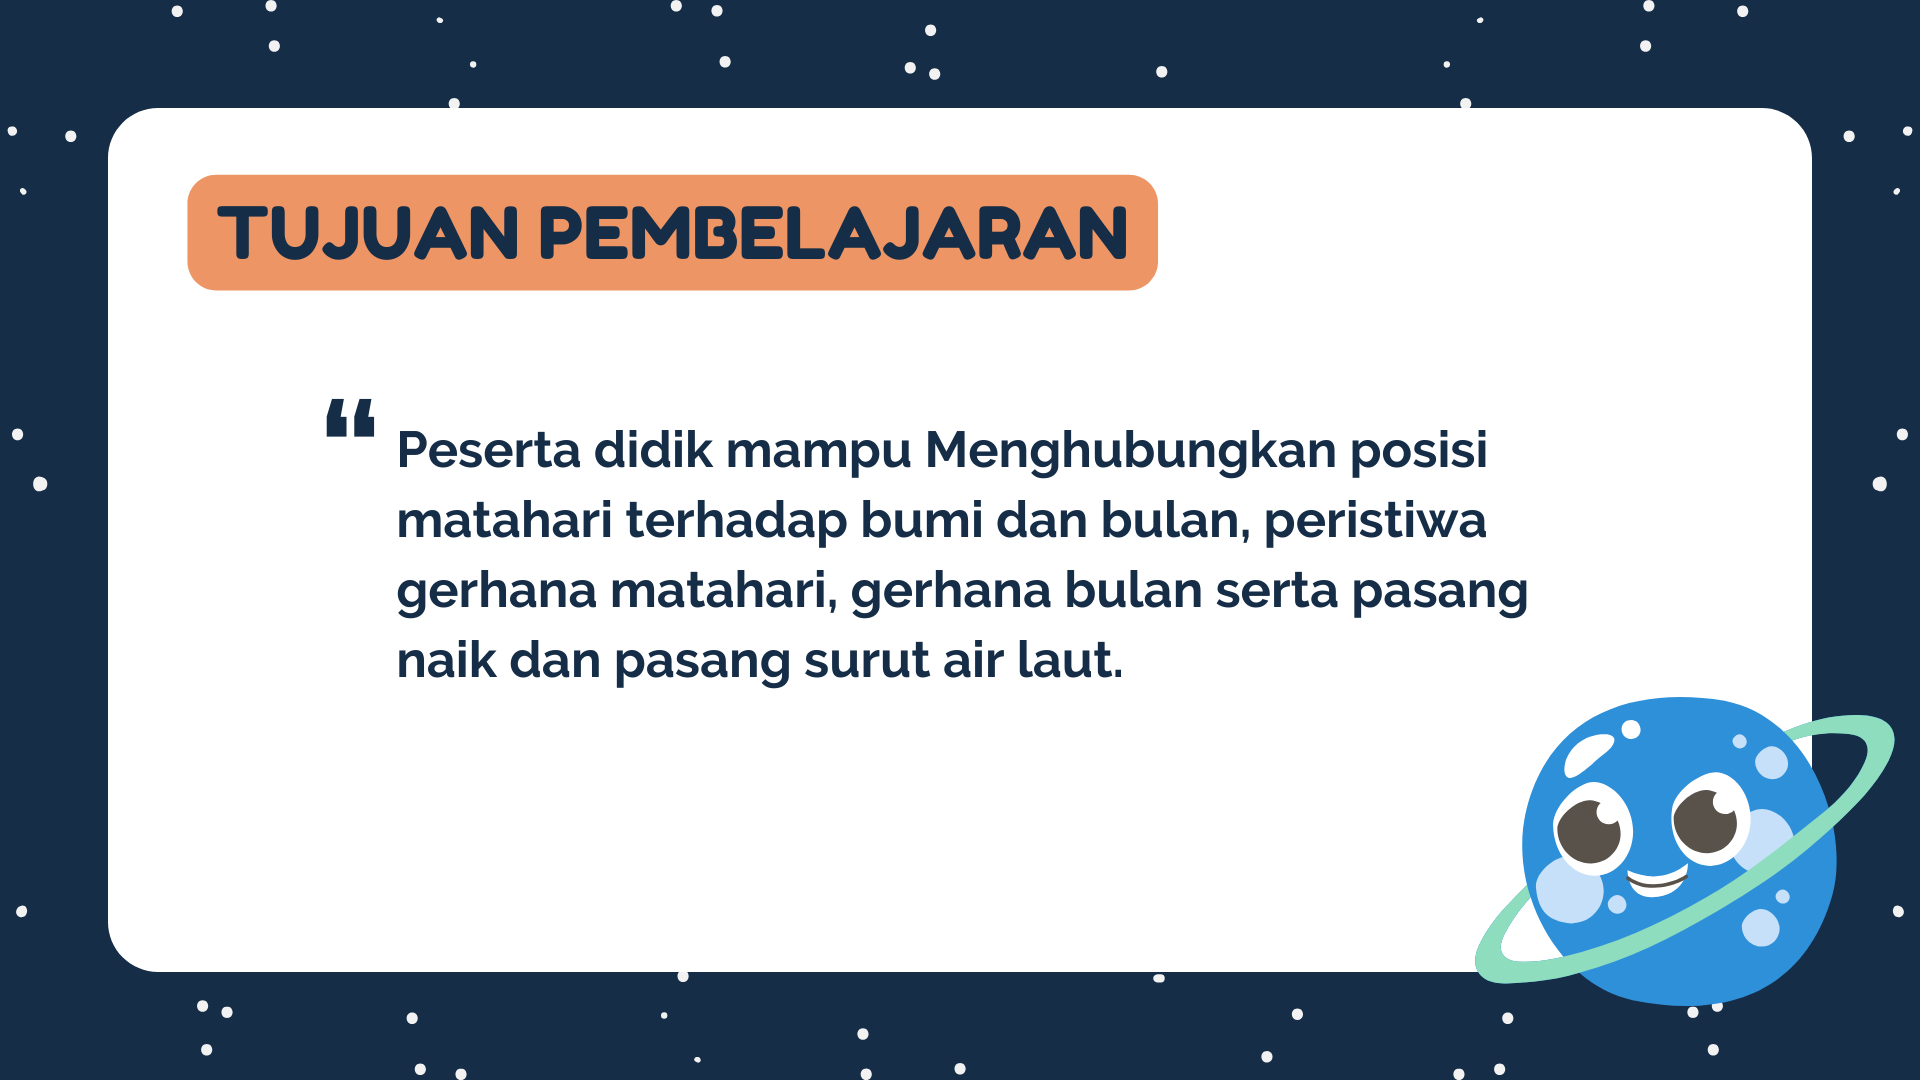 TUJUAN PEMBELAJARAN
“ Peserta didik mampu Menghubungkan posisi
matahari terhadap bumi dan bulan, peristiwa
gerhana matahari, gerhana bulan serta pasang
naik dan pasang surut air laut.